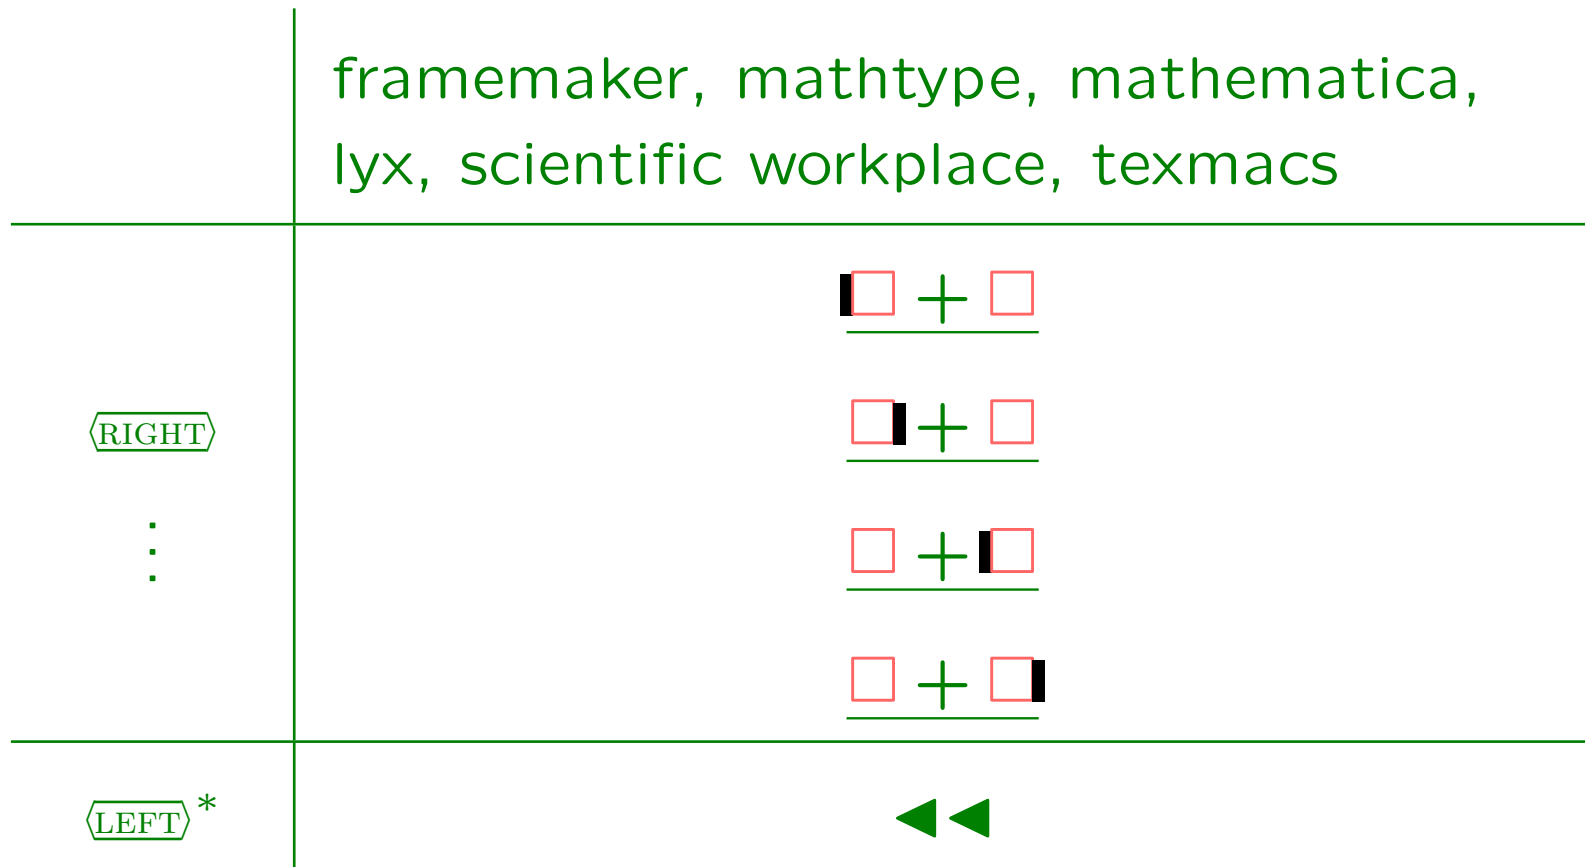 framemaker, mathtype, mathematica,
lyx, scientific workplace, texmacs
□ + □
RIGHT
□ + □
⋮
□ + □
□ + □
LEFT *
◀◀